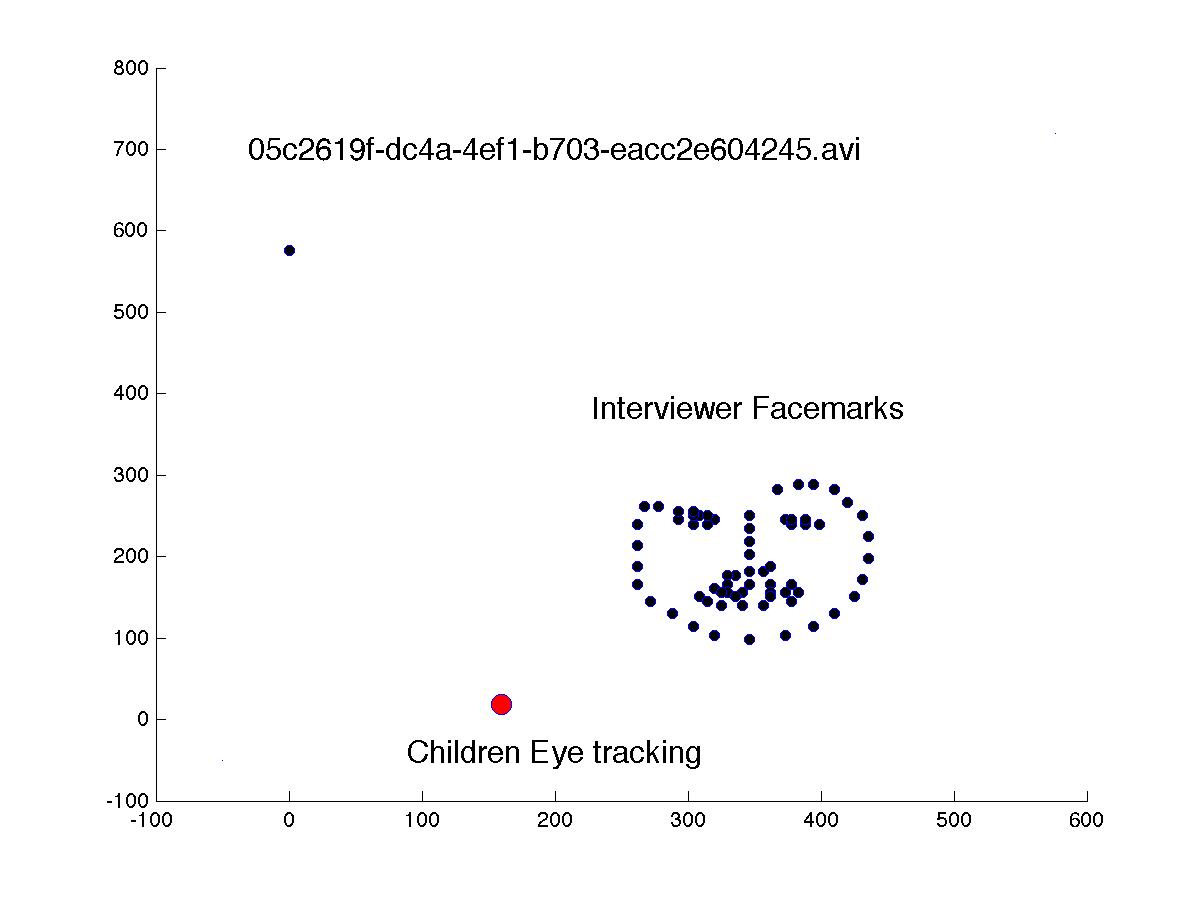 800
700
05c2619f-dc4a-4ef1-b703-eacc2e604245.avi
600
500
400
Interviewer Facemarks
300
200
100
0
Children Eye tracking
-100
-100 0 100 200 300 400 500 600